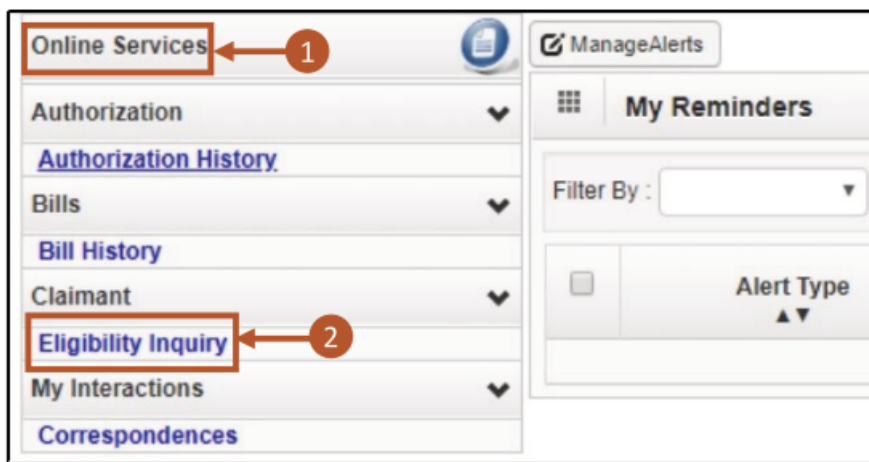 Online Services
1
Authorization
Authorization History
Bills
Bill History
Claimant
Eligibility Inquiry
2
My Interactions
Correspondences
ManageAlerts
My Reminders
Filter By :
Alert Type
▲▼